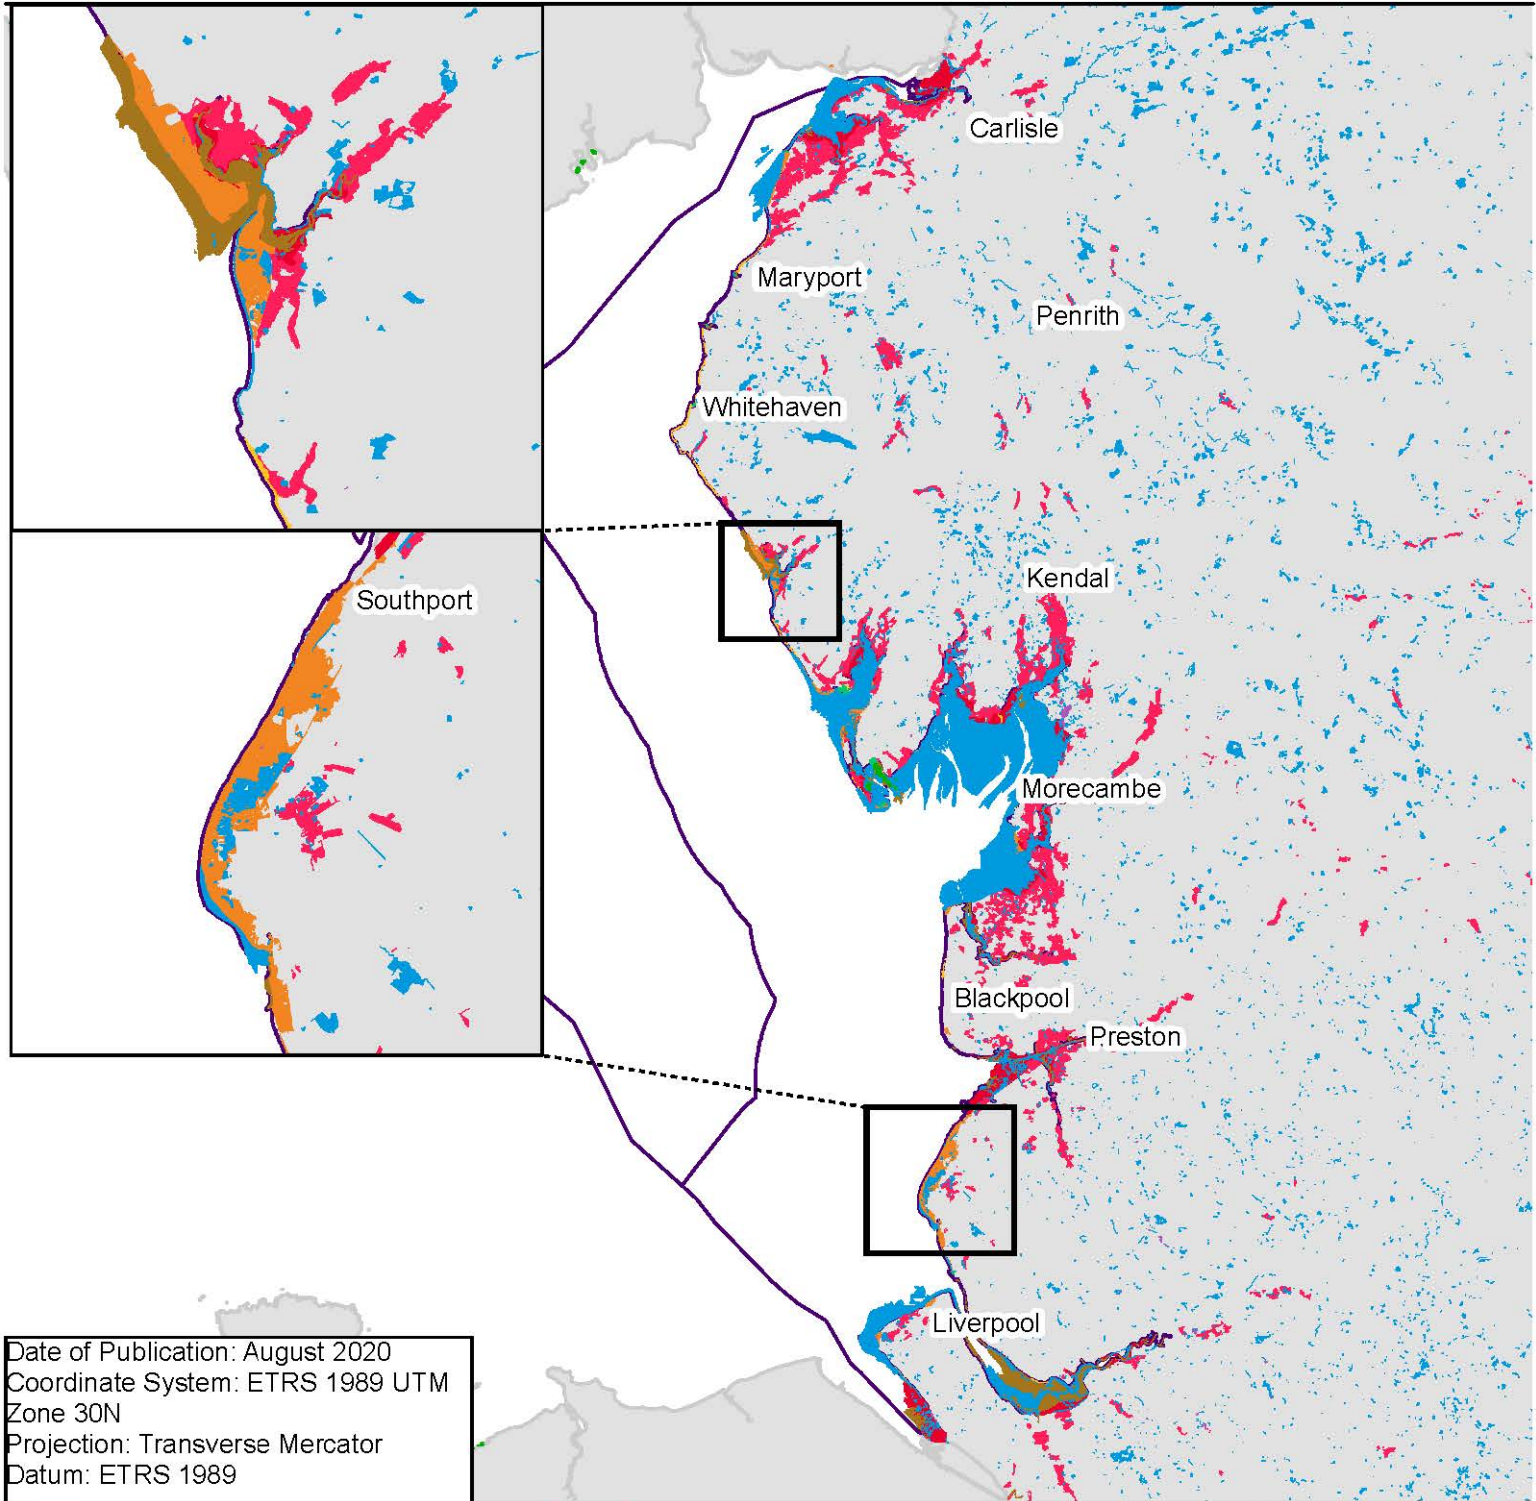 Carlisle
Maryport
Penrith
Whitehaven
Kendal
Southport
Morecambe
Blackpool
Preston
Liverpool
Date of Publication: August 2020
Coordinate System: ETRS 1989 UTM
Zone 30N
Projection: Transverse Mercator
Datum: ETRS 1989